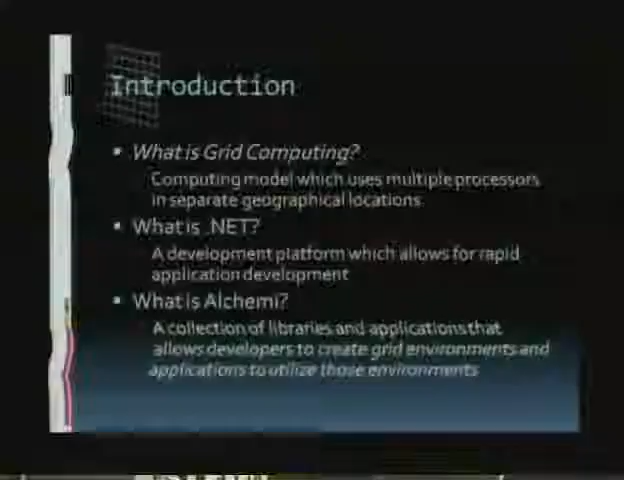 Introduction
▪ What is Grid Computing?
Computing model which uses multiple processors
in separate geographical locations
▪ What is .NET?
A development platform which allows for rapid
application development
▪ What is Alchemi?
A collection of libraries and applications that
allows developers to create grid environments and
applications to utilize those environments